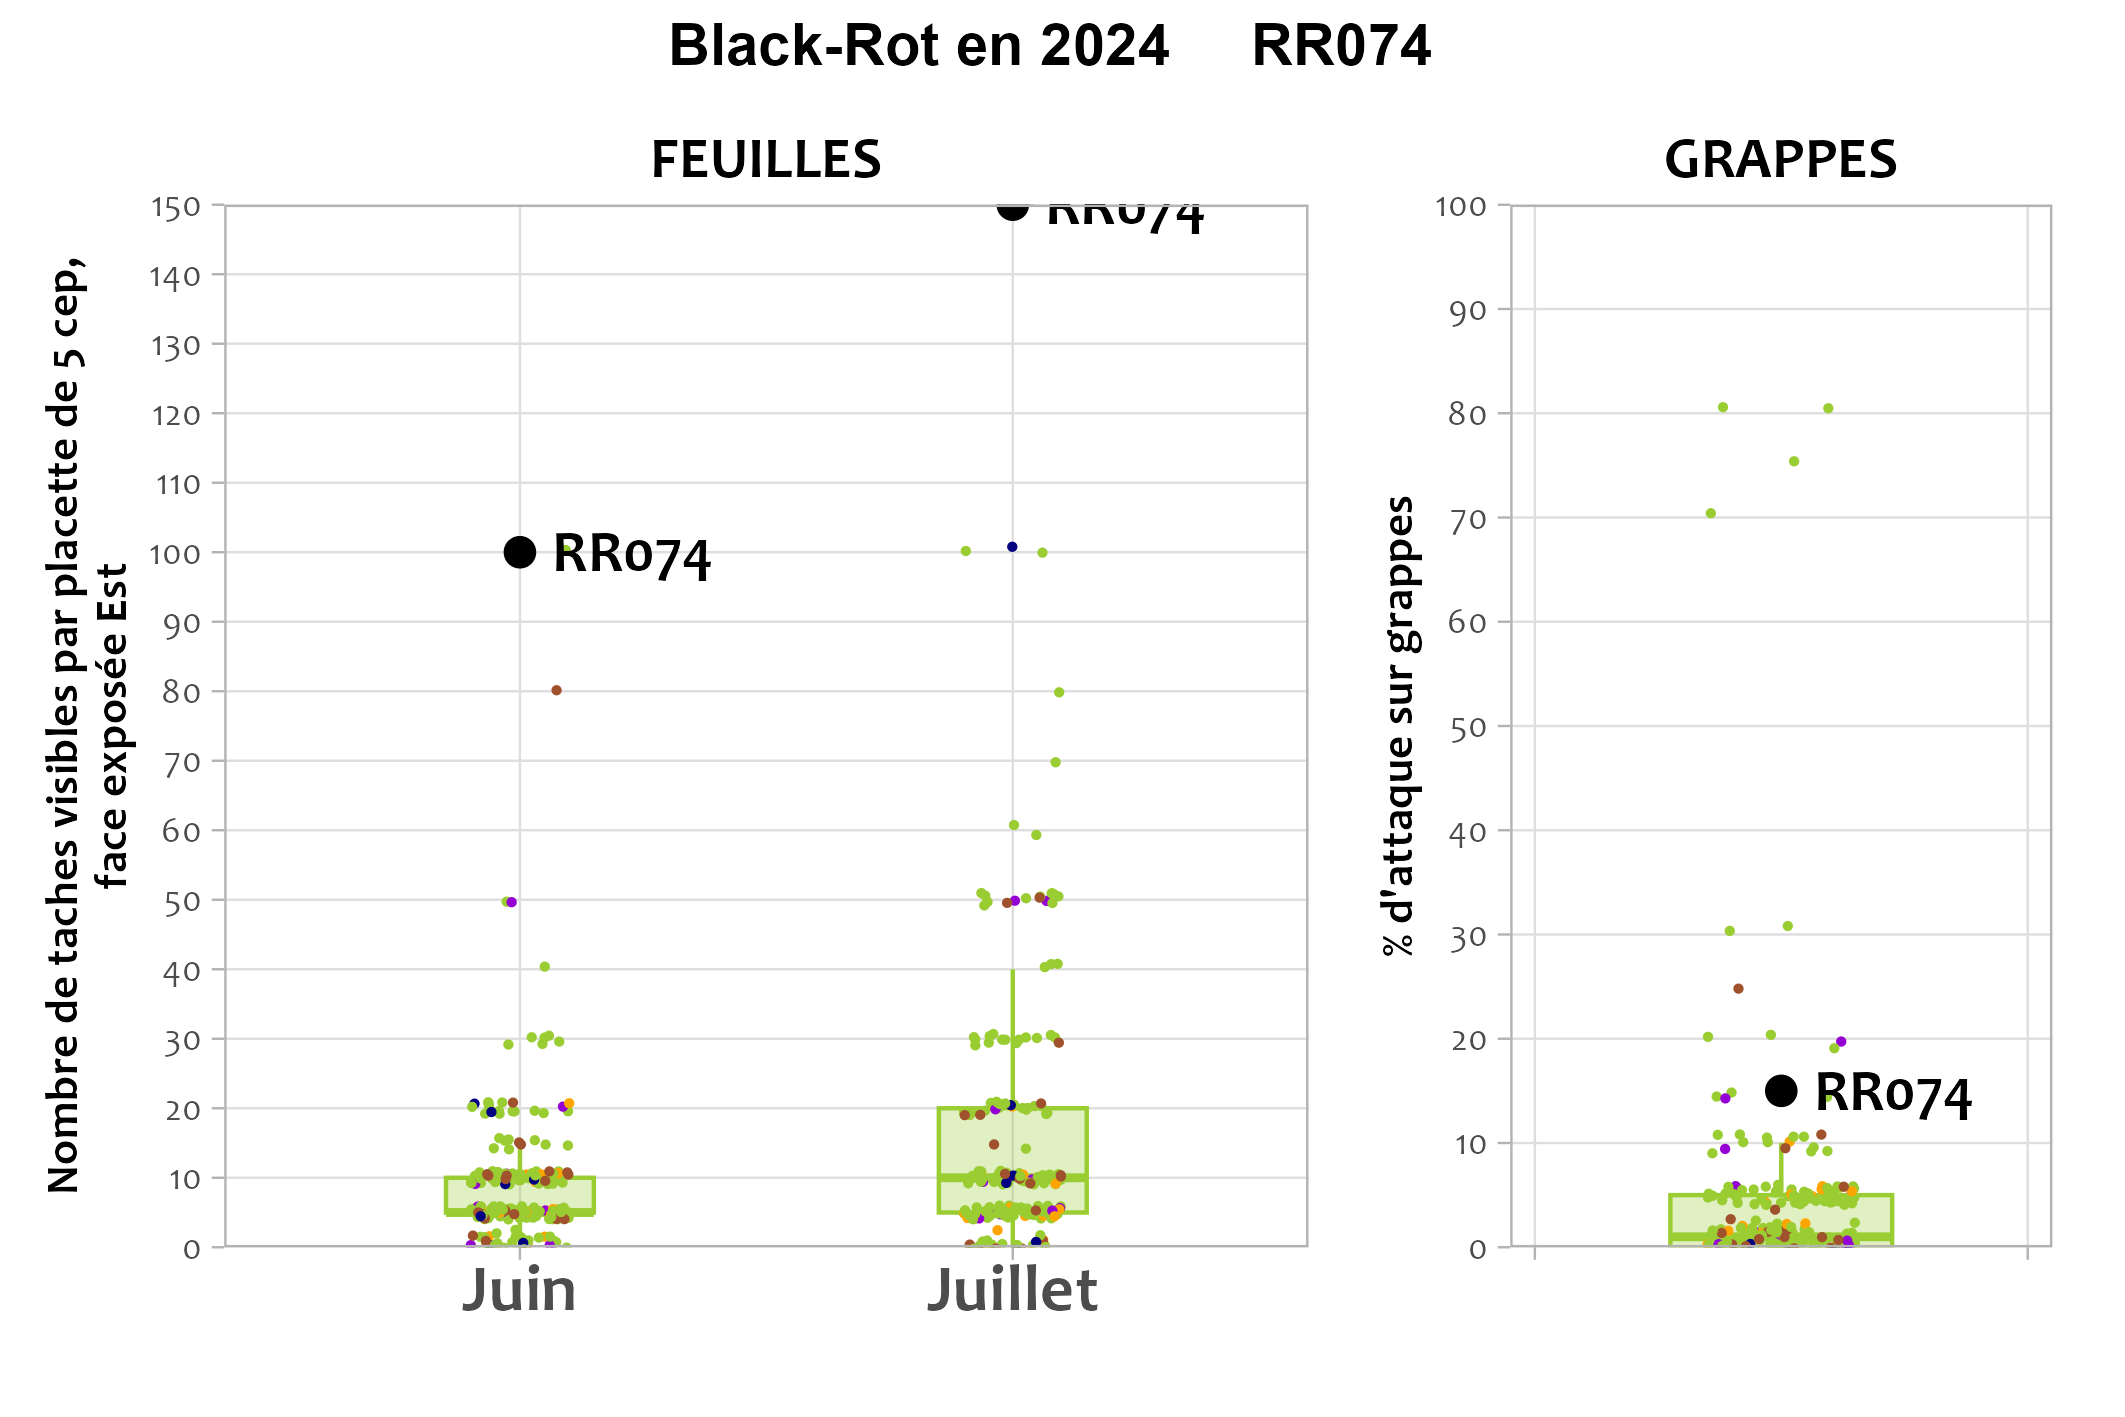 Black-Rot en 2024 RR074
FEUILLES
GRAPPES
Nombre de taches visibles par placette de 5 cep,
face exposée Est
150
140
130
120
110
100
90
80
70
60
50
40
30
20
10
0
RR074
RR074
Juin
Juillet
% d'attaque sur grappes
100
90
80
70
60
50
40
30
20
10
0
RR074